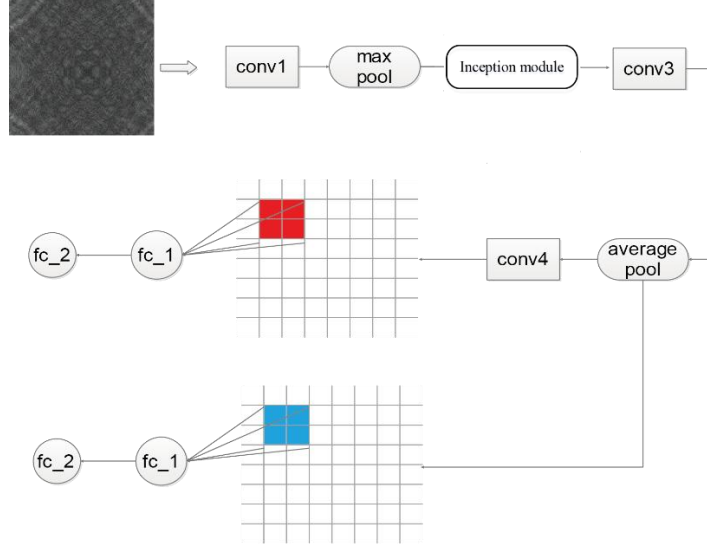 conv1
max
pool
Inception module
conv3
fc_2
fc_1
conv4
average
pool
fc_2
fc_1